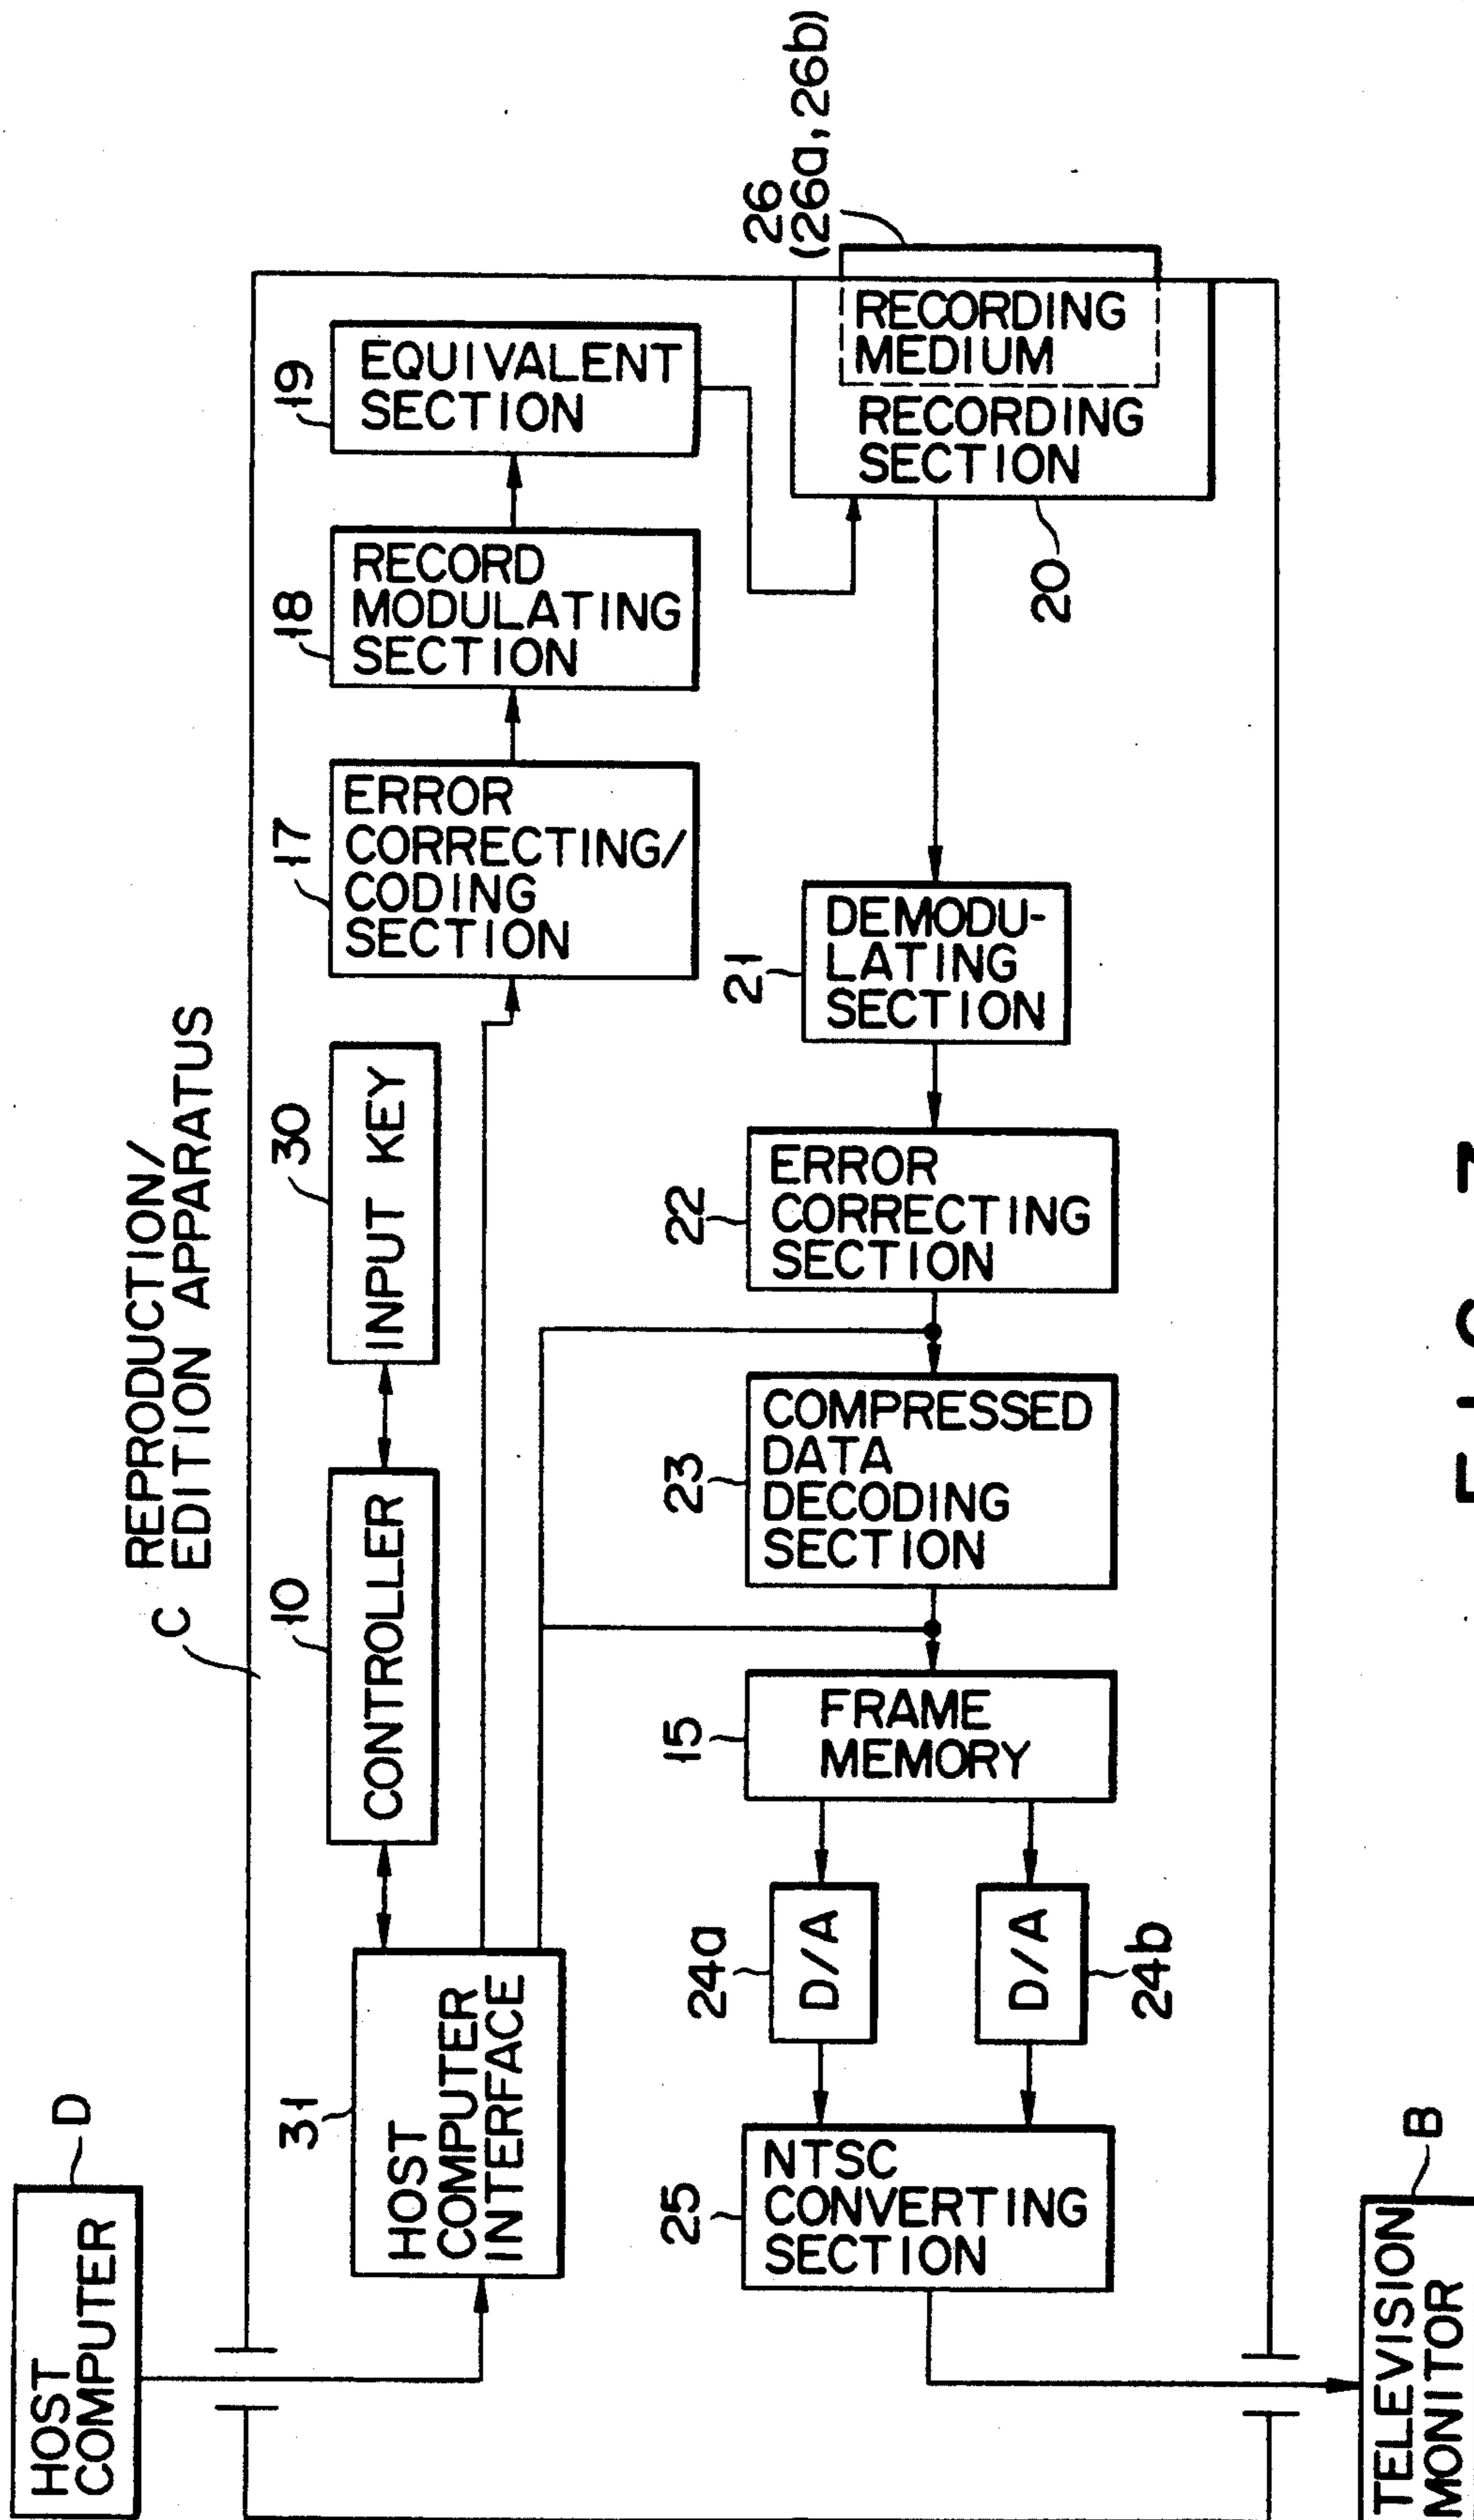 HOST
COMPUTER
D
C
REPRODUCTION/
EDITION APPARATUS
31
HOST
COMPUTER
INTERFACE
10
CONTROLLER
30
INPUT KEY
17
ERROR
CORRECTING/
CODING
SECTION
18
RECORD
MODULATING
SECTION
19
EQUIVALENT
SECTION
26
(26a, 26b)
RECORDING
MEDIUM
RECORDING
SECTION
20
21
DEMODU-
LATING
SECTION
22
ERROR
CORRECTING
SECTION
23
COMPRESSED
DATA
DECODING
SECTION
15
FRAME
MEMORY
24a
D/A
D/A
24b
25
NTSC
CONVERTING
SECTION
B
TELEVISION
MONITOR